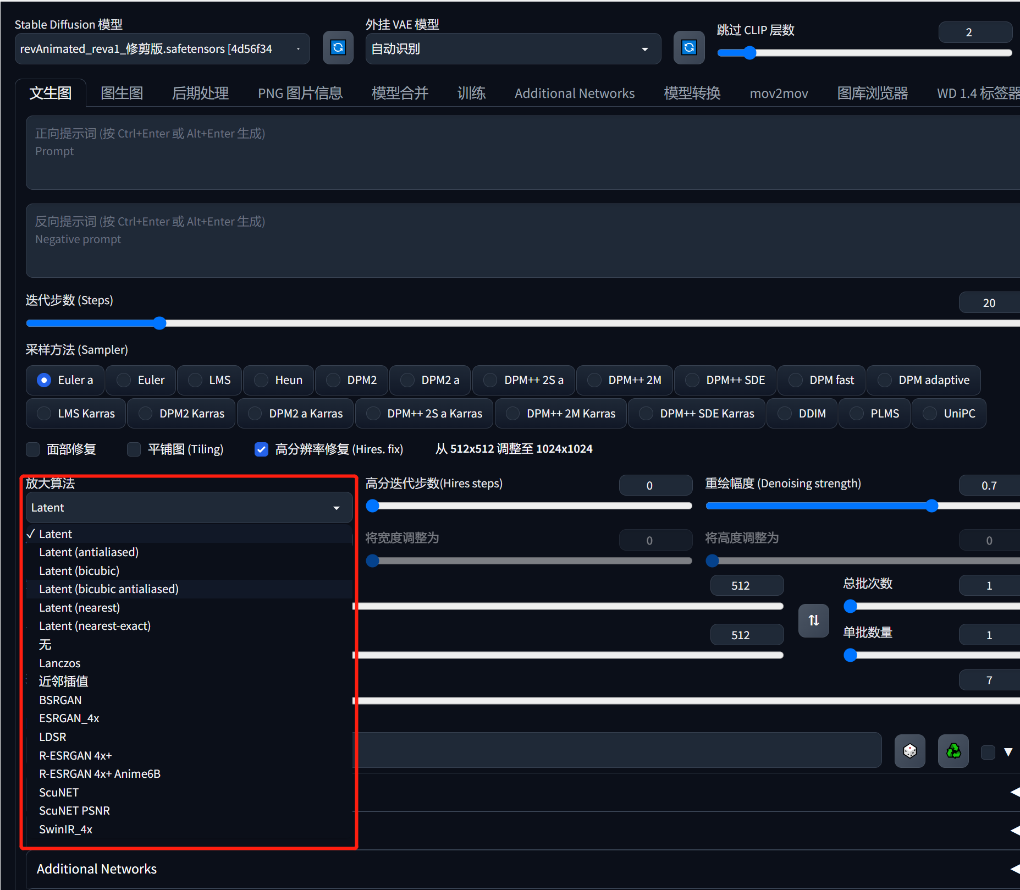 Stable Diffusion 模型
外挂 VAE 模型
跳过 CLIP 层数
2
revAnimated_reva1_修剪版.safetensors [4d56f34
自动识别
文生图 图生图 后期处理 PNG 图片信息 模型合并 训练 Additional Networks 模型转换 mov2mov 图库浏览器 WD 1.4 标签器
正向提示词 (按 Ctrl+Enter 或 Alt+Enter 生成)
Prompt
反向提示词 (按 Ctrl+Enter 或 Alt+Enter 生成)
Negative prompt
迭代步数 (Steps)
20
采样方法 (Sampler)
Euler a Euler LMS Heun DPM2 DPM2 a DPM++ 2S a DPM++ 2M DPM++ SDE DPM fast DPM adaptive
LMS Karras DPM2 Karras DPM2 a Karras DPM++ 2S a Karras DPM++ 2M Karras DPM++ SDE Karras DDIM PLMS UniPC
面部修复 平铺图 (Tiling) 高分辨率修复 (Hires. fix) 从 512x512 调整至 1024x1024
放大算法
高分迭代步数(Hires steps)
0
重绘幅度 (Denoising strength)
0.7
Latent
✓ Latent
Latent (antialiased)
Latent (bicubic)
Latent (bicubic antialiased)
Latent (nearest)
Latent (nearest-exact)
无
Lanczos
近邻插值
BSRGAN
ESRGAN_4x
LDSR
R-ESRGAN 4x+
R-ESRGAN 4x+ Anime6B
ScuNET
ScuNET PSNR
SwinIR_4x
将宽度调整为
0
将高度调整为
0
512
总批次数
1
512
单批数量
1
7
Additional Networks